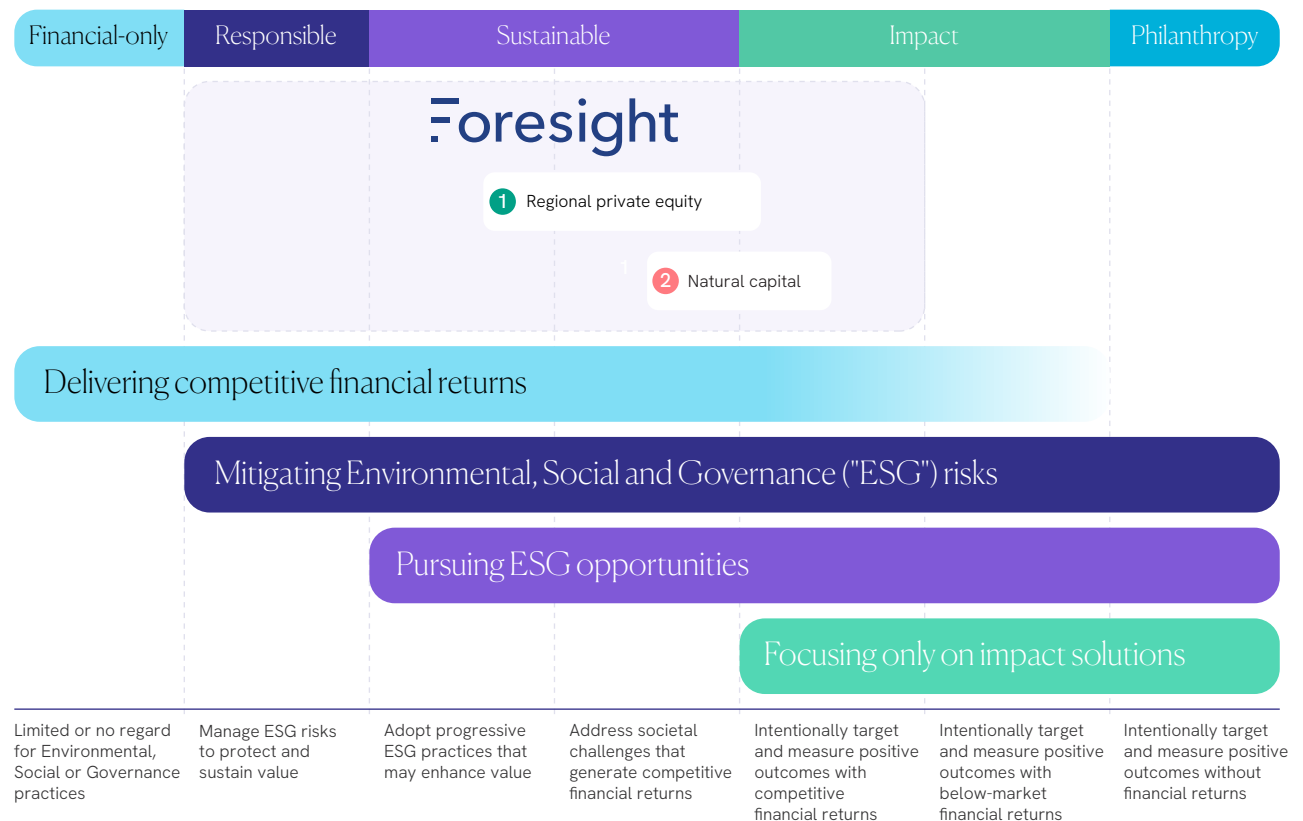 Financial-only
Responsible
Sustainable
Impact
Philanthropy
Foresight
1 Regional private equity
1
2 Natural capital
Delivering competitive financial returns
Mitigating Environmental, Social and Governance ("ESG") risks
Pursuing ESG opportunities
Focusing only on impact solutions
Limited or no regard
for Environmental,
Social or Governance
practices
Manage ESG risks
to protect and
sustain value
Adopt progressive
ESG practices that
may enhance value
Address societal
challenges that
generate competitive
financial returns
Intentionally target
and measure positive
outcomes with
competitive
financial returns
Intentionally target
and measure positive
outcomes with
below-market
financial returns
Intentionally target
and measure positive
outcomes without
financial returns